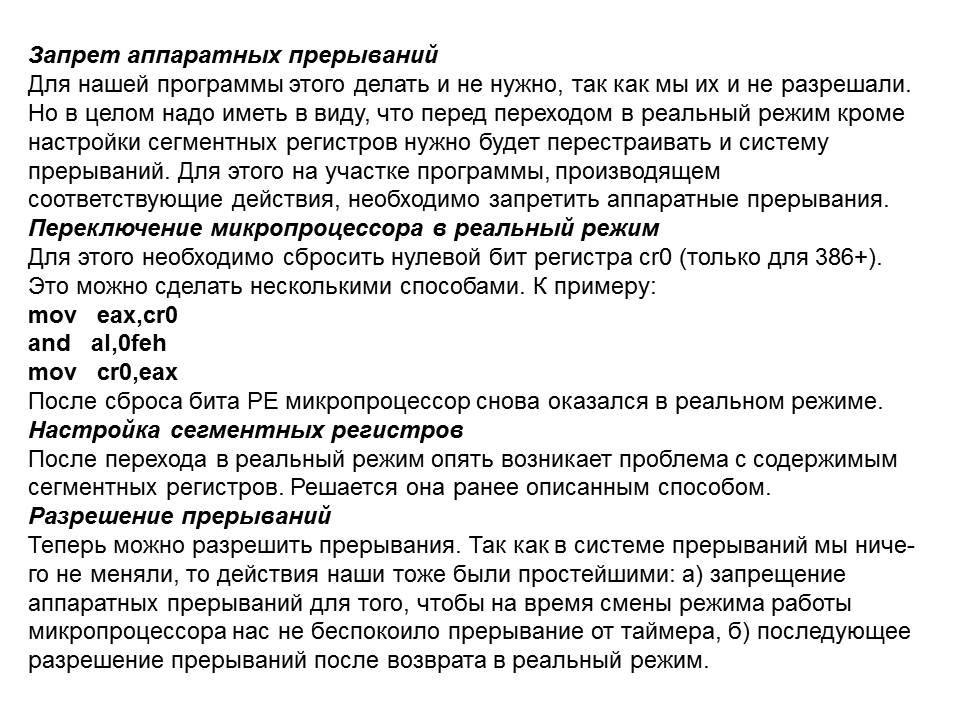 Запрет аппаратных прерываний
Для нашей программы этого делать и не нужно, так как мы их и не разрешали.
Но в целом надо иметь в виду, что перед переходом в реальный режим кроме
настройки сегментных регистров нужно будет перестраивать и систему
прерываний. Для этого на участке программы, производящем
соответствующие действия, необходимо запретить аппаратные прерывания.
Переключение микропроцессора в реальный режим
Для этого необходимо сбросить нулевой бит регистра cr0 (только для 386+).
Это можно сделать несколькими способами. К примеру:
mov eax,cr0
and al,0feh
mov cr0,eax
После сброса бита PE микропроцессор снова оказался в реальном режиме.
Настройка сегментных регистров
После перехода в реальный режим опять возникает проблема с содержимым
сегментных регистров. Решается она ранее описанным способом.
Разрешение прерываний
Теперь можно разрешить прерывания. Так как в системе прерываний мы ниче-
го не меняли, то действия наши тоже были простейшими: а) запрещение
аппаратных прерываний для того, чтобы на время смены режима работы
микропроцессора нас не беспокоило прерывание от таймера, б) последующее
разрешение прерываний после возврата в реальный режим.